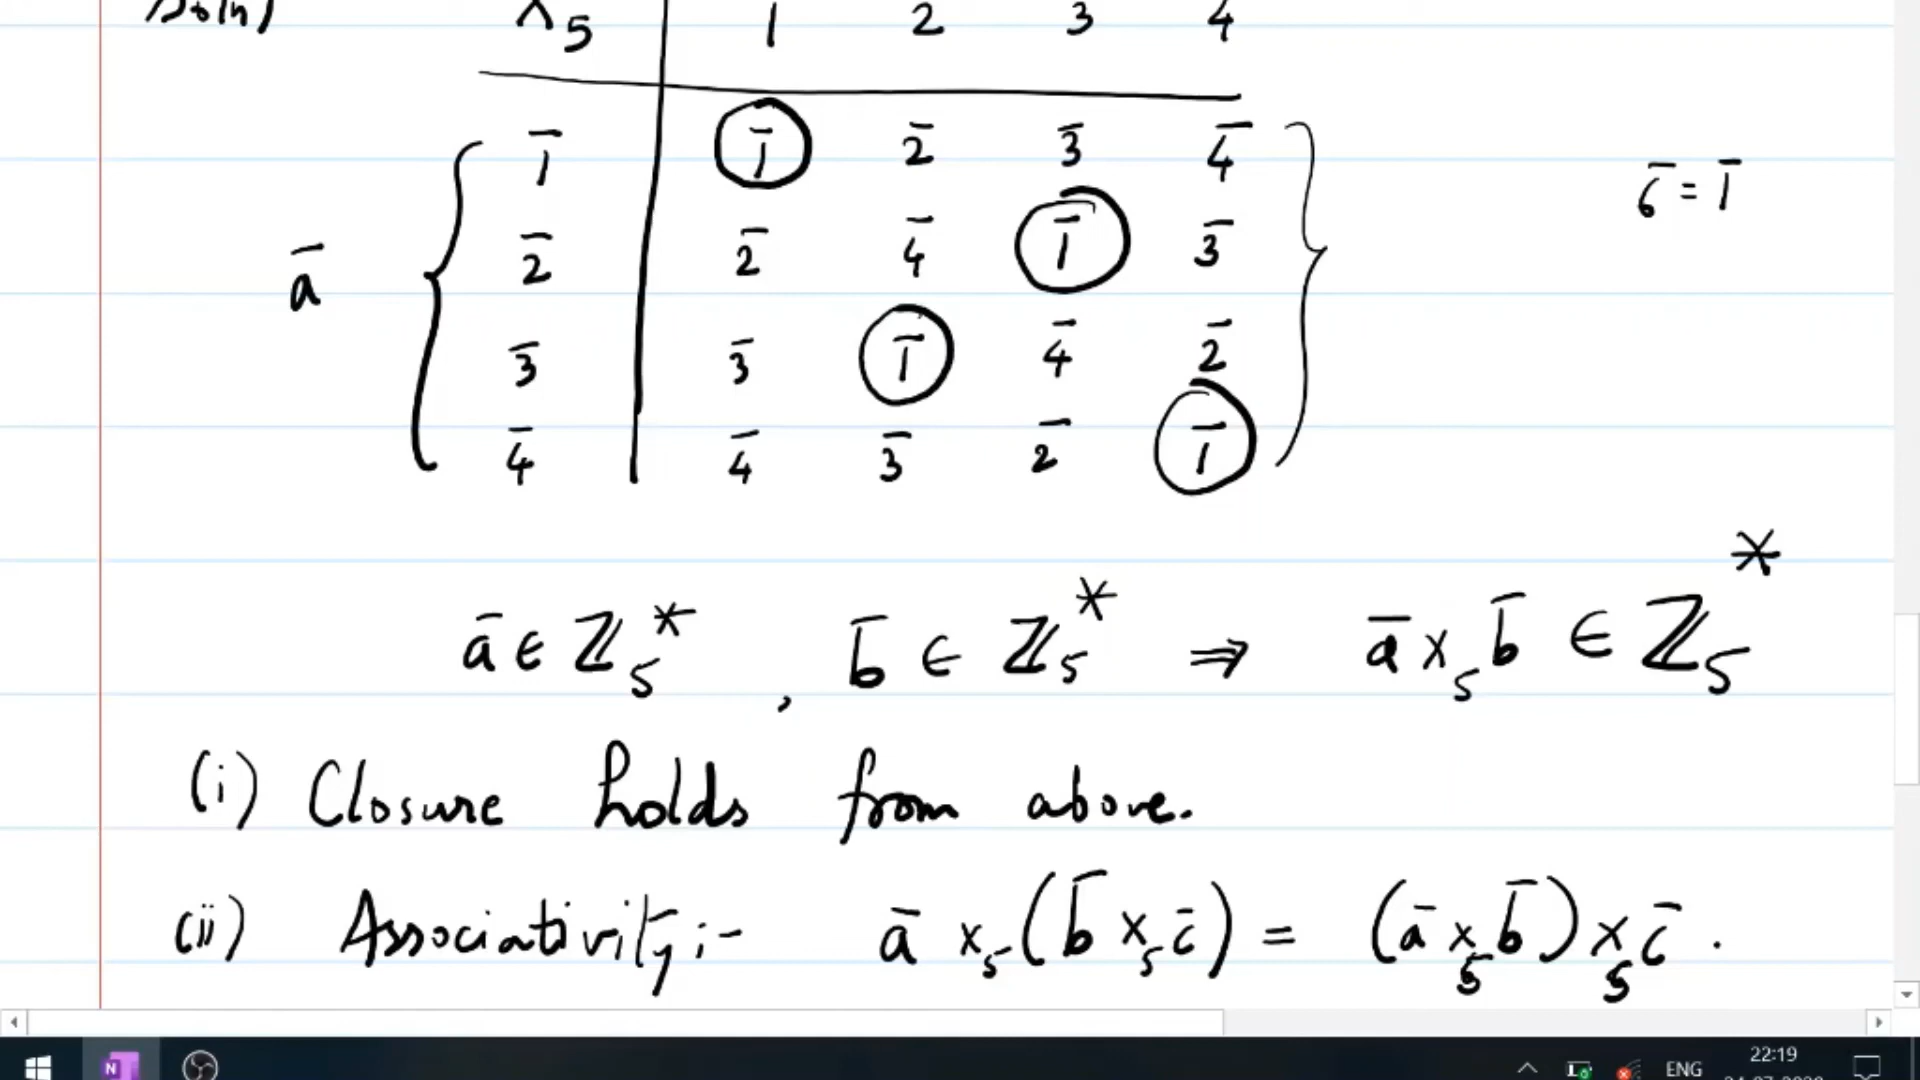 Soln) ×5 1 2 3 4
1̅ 1̅ 2̅ 3̅ 4̅
6̅ = 1̅
a̅ 2̅ 2̅ 4̅ 1̅ 3̅
3̅ 3̅ 1̅ 4̅ 2̅
4̅ 4̅ 3̅ 2̅ 1̅
a̅ ∈ ℤ₅*, b̅ ∈ ℤ₅* ⇒ a̅ ×₅ b̅ ∈ ℤ₅*
(i) Closure holds from above.
(ii) Associativity:- a̅ ×₅ (b̅ ×₅ c̅) = (a̅ ×₅ b̅) ×₅ c̅.
N ENG 22:19